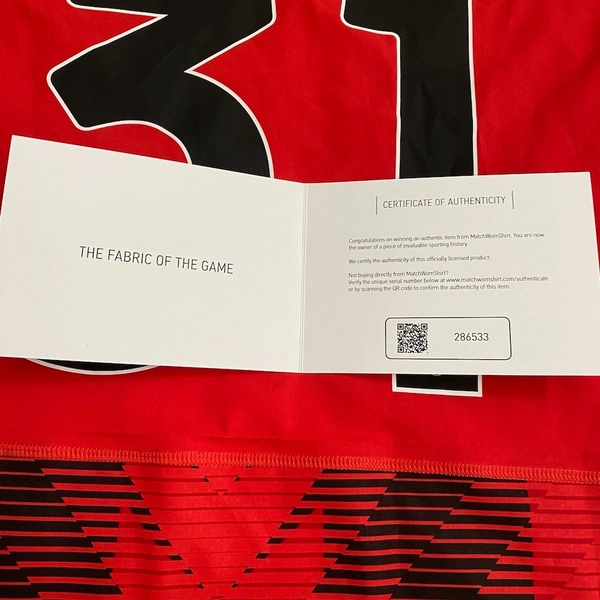 31
THE FABRIC OF THE GAME
CERTIFICATE OF AUTHENTICITY
Congratulations on winning an authentic item from MatchWornShirt. You are now
the owner of a piece of invaluable sporting history.
We certify the authenticity of this officially licensed product.
Not buying directly from MatchWornShirt?
Verify the unique serial number below at www.matchwornshirt.com/authenticate
or by scanning the QR code to confirm the authenticity of this item.
286533